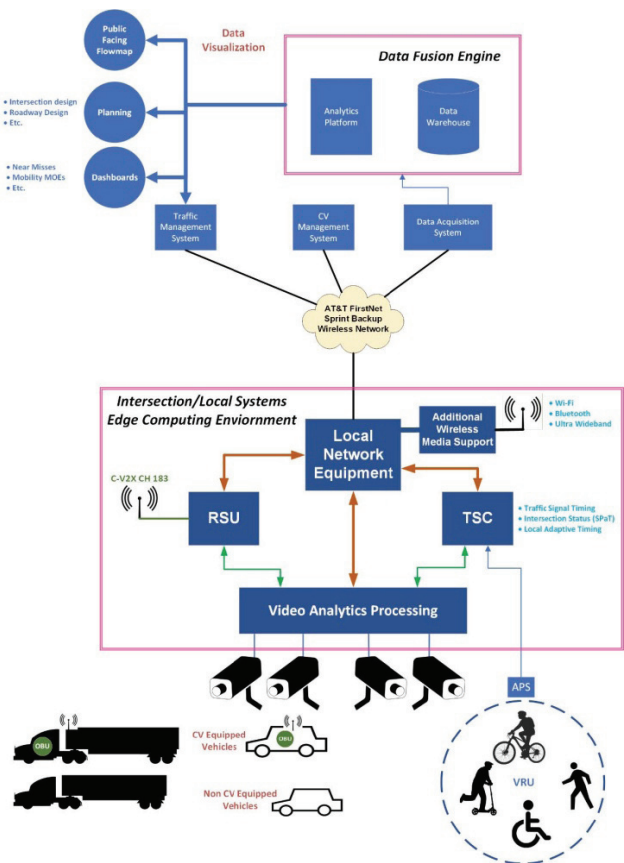 Public
Facing
Flowmap
Data
Visualization
Data Fusion Engine
Analytics
Platform
Data
Warehouse
• Intersection design
• Roadway Design
• Etc.
Planning
• Near Misses
• Mobility MOEs
• Etc.
Dashboards
Traffic
Management
System
CV
Management
System
Data Acquisition
System
AT&T FirstNet
Sprint Backup
Wireless Network
Intersection/Local Systems
Edge Computing Enviornment
Local
Network
Equipment
Additional
Wireless
Media Support
• Wi-Fi
• Bluetooth
• Ultra Wideband
C-V2X CH 183
RSU
TSC
• Traffic Signal Timing
• Intersection Status (SPaT)
• Local Adaptive Timing
Video Analytics Processing
APS
OBU
CV Equipped
Vehicles
OBU
VRU
Non CV Equipped
Vehicles